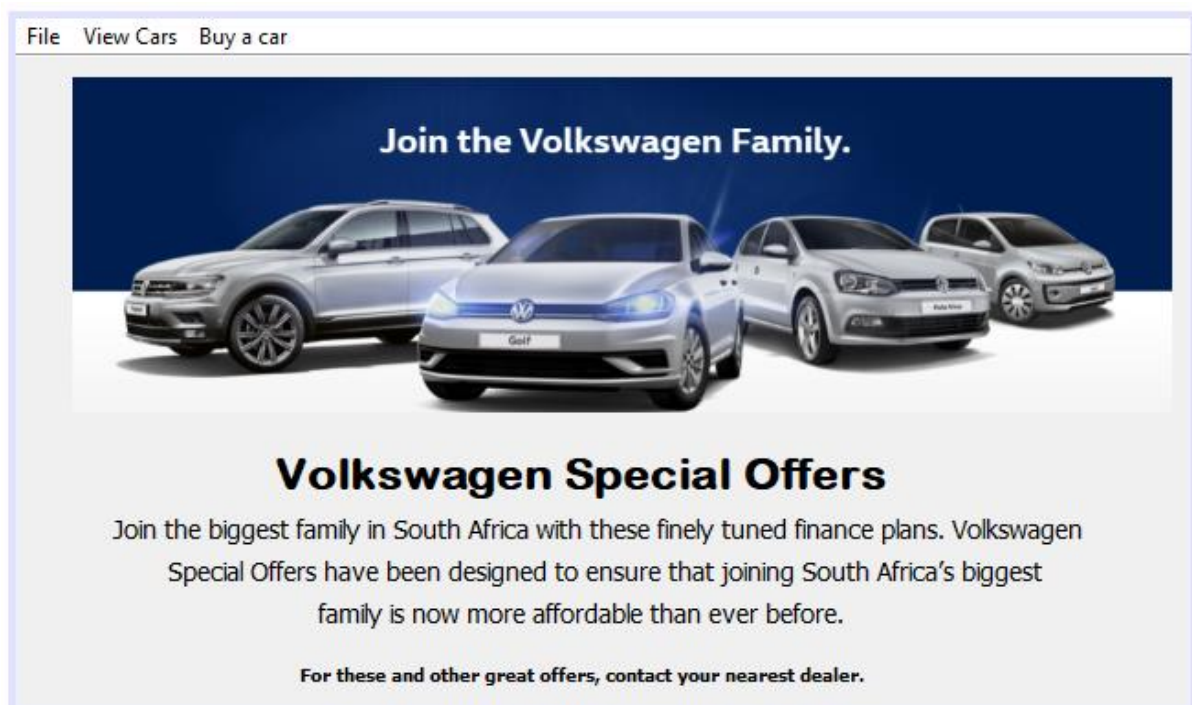 File View Cars Buy a car
Join the Volkswagen Family.
Golf
Polo Vivo
Volkswagen Special Offers
Join the biggest family in South Africa with these finely tuned finance plans. Volkswagen
Special Offers have been designed to ensure that joining South Africa’s biggest
family is now more affordable than ever before.
For these and other great offers, contact your nearest dealer.